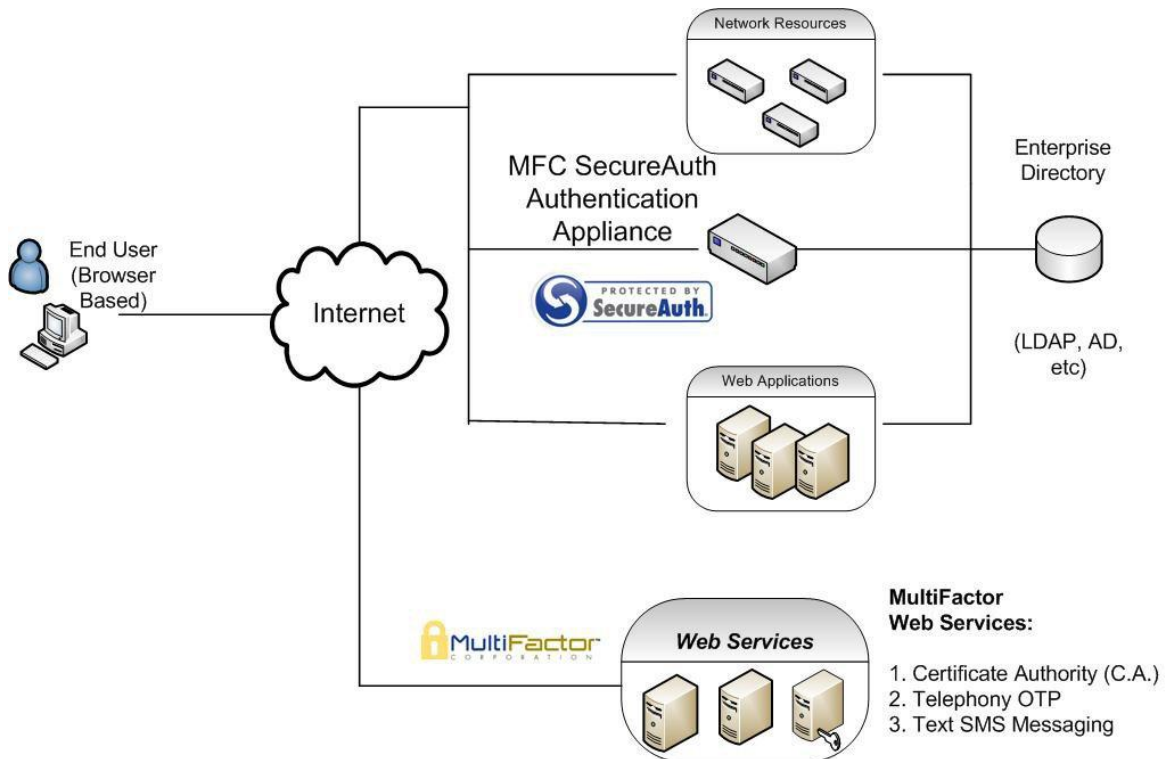 Network Resources
MFC SecureAuth
Authentication
Appliance
Enterprise
Directory
End User
(Browser
Based)
Internet
PROTECTED BY
SecureAuth
(LDAP, AD,
etc)
Web Applications
MultiFactor
CORPORATION
Web Services
MultiFactor
Web Services:
1. Certificate Authority (C.A.)
2. Telephony OTP
3. Text SMS Messaging